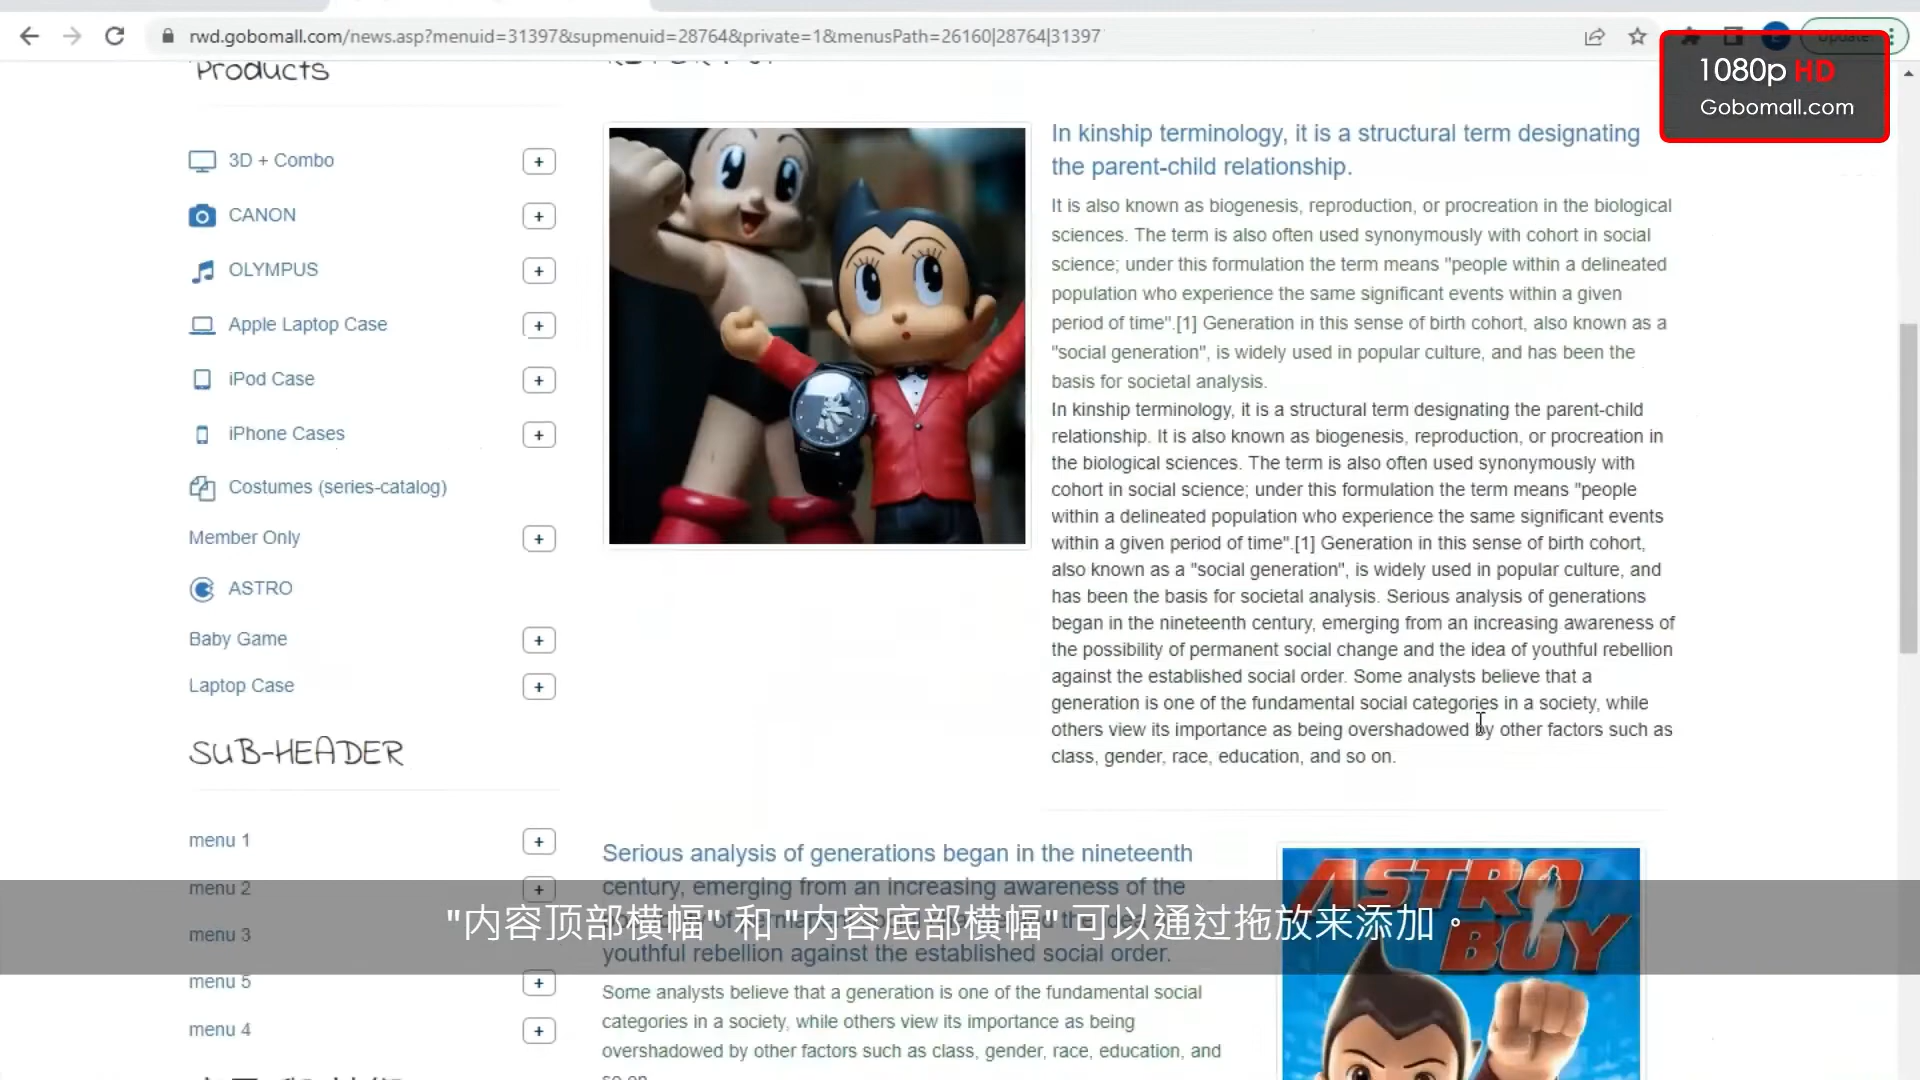 rwd.gobomall.com/news.asp?menuid=31397&supmenuid=28764&private=1&menusPath=26160|28764|31397
Update
1080p HD
Gobomall.com
Products
3D + Combo
CANON
OLYMPUS
Apple Laptop Case
iPod Case
iPhone Cases
Costumes (series-catalog)
Member Only
ASTRO
Baby Game
Laptop Case
SUB-HEADER
menu 1
menu 2
menu 3
menu 5
menu 4
In kinship terminology, it is a structural term designating
the parent-child relationship.
It is also known as biogenesis, reproduction, or procreation in the biological
sciences. The term is also often used synonymously with cohort in social
science; under this formulation the term means "people within a delineated
population who experience the same significant events within a given
period of time".[1] Generation in this sense of birth cohort, also known as a
"social generation", is widely used in popular culture, and has been the
basis for societal analysis.
In kinship terminology, it is a structural term designating the parent-child
relationship. It is also known as biogenesis, reproduction, or procreation in
the biological sciences. The term is also often used synonymously with
cohort in social science; under this formulation the term means "people
within a delineated population who experience the same significant events
within a given period of time".[1] Generation in this sense of birth cohort,
also known as a "social generation", is widely used in popular culture, and
has been the basis for societal analysis. Serious analysis of generations
began in the nineteenth century, emerging from an increasing awareness of
the possibility of permanent social change and the idea of youthful rebellion
against the established social order. Some analysts believe that a
generation is one of the fundamental social categories in a society, while
others view its importance as being overshadowed by other factors such as
class, gender, race, education, and so on.
Serious analysis of generations began in the nineteenth
century, emerging from an increasing awareness of the
youthful rebellion against the established social order.
Some analysts believe that a generation is one of the fundamental social
categories in a society, while others view its importance as being
overshadowed by other factors such as class, gender, race, education, and
so on.
ASTRO
BOY
"内容顶部横幅" 和 "内容底部横幅" 可以通过拖放来添加。